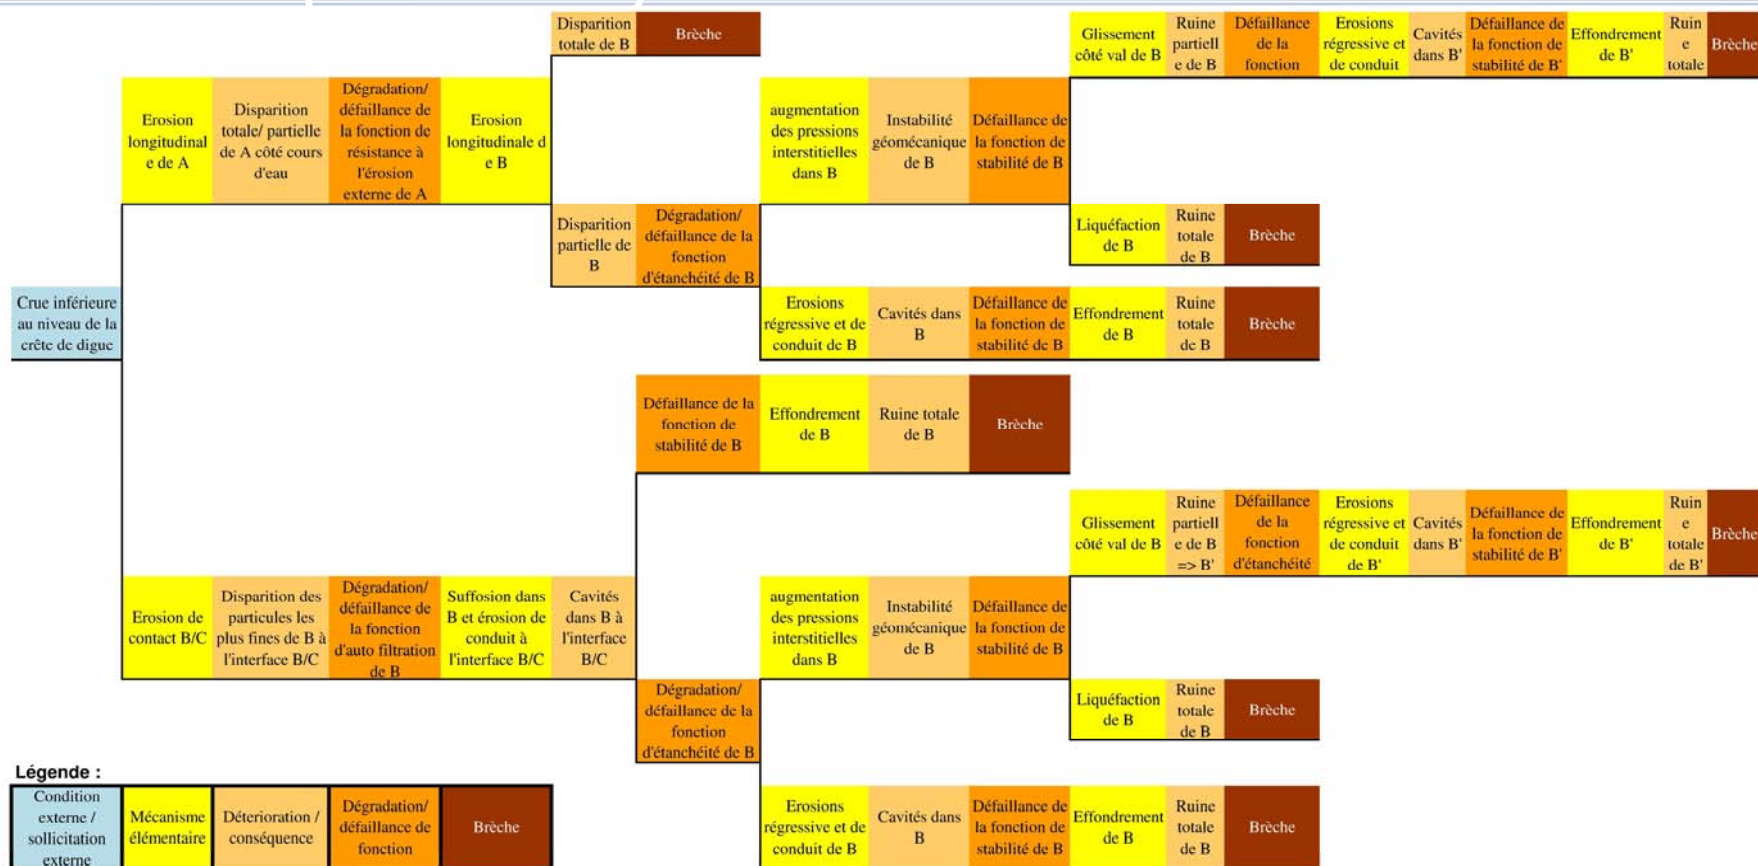 Disparition
totale de B
Brèche
Glissement
côté val de B
Ruine
partiell
e de B
Défaillance
de la
fonction
Erosions
régressive et
de conduit
Cavités
dans B'
Défaillance de
la fonction de
stabilité de B'
Effondrement
de B'
Ruin
e
totale
Brèche
Erosion
longitudinal
e de A
Disparition
totale/ partielle
de A côté cours
d'eau
Dégradation/
défaillance de
la fonction de
résistance à
l'érosion
externe de A
Erosion
longitudinale d
e B
augmentation
des pressions
interstitielles
dans B
Instabilité
géomécanique
de B
Défaillance de
la fonction de
stabilité de B
Disparition
partielle de
B
Dégradation/
défaillance de la
fonction
d'étanchéité de B
Liquéfaction
de B
Ruine
totale
de B
Brèche
Crue inférieure
au niveau de la
crête de digue
Erosions
régressive et de
conduit de B
Cavités dans
B
Défaillance de
la fonction de
stabilité de B
Effondrement
de B
Ruine
totale
de B
Brèche
Défaillance de la
fonction de
stabilité de B
Effondrement
de B
Ruine totale
de B
Brèche
Glissement
côté val de B
Ruine
partiell
e de B
=> B'
Défaillance
de la
fonction
d'étanchéité
Erosions
régressive et
de conduit
de B'
Cavités
dans B'
Défaillance de
la fonction de
stabilité de B'
Effondrement
de B'
Ruin
e
totale
de B'
Brèche
Erosion de
contact B/C
Disparition des
particules les
plus fines de B à
l'interface B/C
Dégradation/
défaillance de
la fonction
d'auto filtration
de B
Suffosion dans
B et érosion de
conduit à
l'interface B/C
Cavités
dans B à
l'interface
B/C
augmentation
des pressions
interstitielles
dans B
Instabilité
géomécanique
de B
Défaillance de
la fonction de
stabilité de B
Dégradation/
défaillance de la
fonction
d'étanchéité de B
Liquéfaction
de B
Ruine
totale
de B
Brèche
Erosions
régressive et de
conduit de B
Cavités dans
B
Défaillance de
la fonction de
stabilité de B
Effondrement
de B
Ruine
totale
de B
Brèche
Légende :
Condition
externe /
sollicitation
externe
Mécanisme
élémentaire
Déterioration /
conséquence
Dégradation/
défaillance de
fonction
Brèche